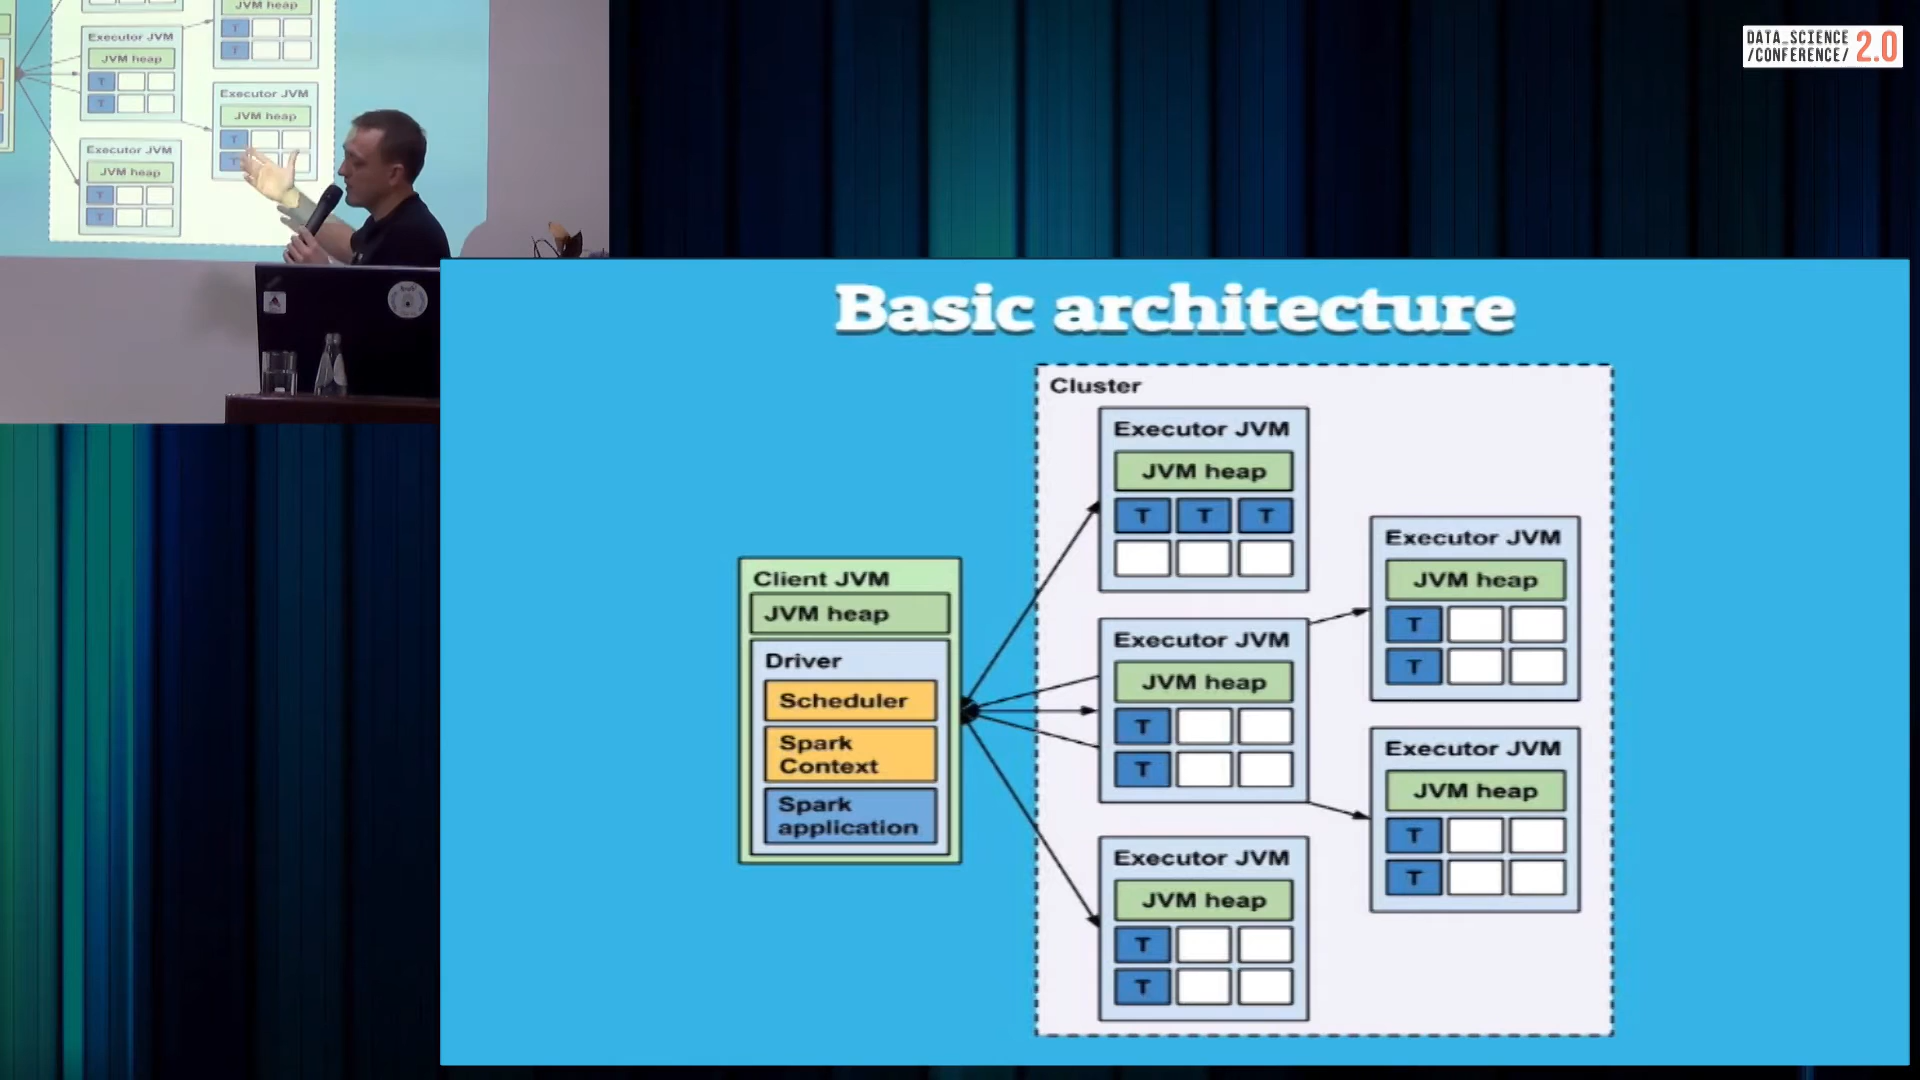 DATA_SCIENCE
/CONFERENCE/ 2.0
JVM heap
T
T
Executor JVM
JVM heap
T
T
Executor JVM
JVM heap
T
T
Executor JVM
JVM heap
T
T
Basic architecture
Cluster
Executor JVM
JVM heap
T T T
Executor JVM
JVM heap
T
T
Client JVM
JVM heap
Driver
Scheduler
Spark
Context
Spark
application
Executor JVM
JVM heap
T
T
Executor JVM
JVM heap
T
T
Executor JVM
JVM heap
T
T